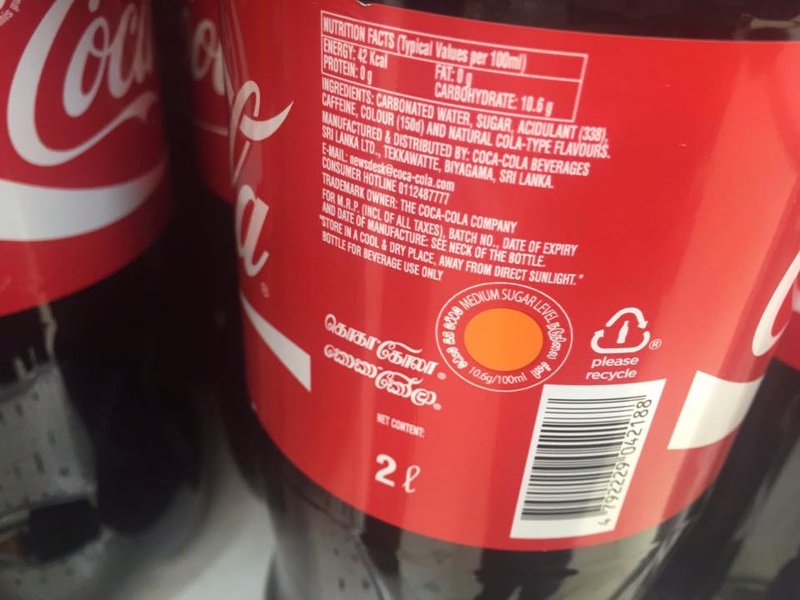 Coca
NUTRITION FACTS (Typical Values per 100ml)
ENERGY: 42 Kcal FAT: 0 g
PROTEIN: 0 g CARBOHYDRATE: 10.6 g
INGREDIENTS: CARBONATED WATER, SUGAR, ACIDULANT (338),
CAFFEINE, COLOUR (150d) AND NATURAL COLA-TYPE FLAVOURS.
MANUFACTURED & DISTRIBUTED BY: COCA-COLA BEVERAGES
SRI LANKA LTD., TEKKAWATTE, BIYAGAMA, SRI LANKA.
E-MAIL: newsdesk@coca-cola.com
CONSUMER HOTLINE 0112487777
TRADEMARK OWNER: THE COCA-COLA COMPANY
FOR M.R.P. (INCL OF ALL TAXES), BATCH NO., DATE OF EXPIRY
AND DATE OF MANUFACTURE: SEE NECK OF THE BOTTLE.
"STORE IN A COOL & DRY PLACE, AWAY FROM DIRECT SUNLIGHT."
BOTTLE FOR BEVERAGE USE ONLY
MEDIUM SUGAR LEVEL
10.6g/100ml
கொகா-கோலா ®
කොකා-කෝලා ®
please ®
recycle
NET CONTENT:
2 ℓ
4 792229 042188